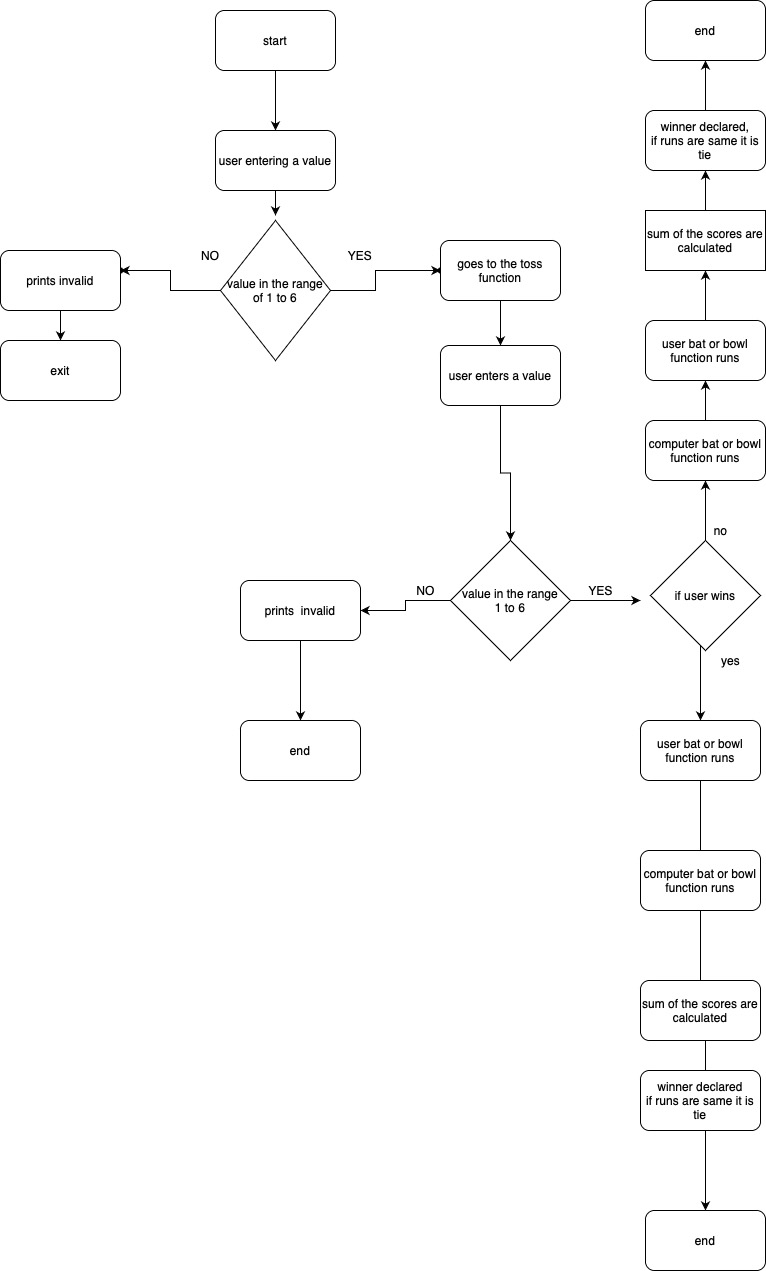 start
user entering a value
value in the range
of 1 to 6
NO
YES
prints invalid
exit
goes to the toss
function
user enters a value
value in the range
1 to 6
NO
YES
prints  invalid
end
if user wins
no
computer bat or bowl
function runs
user bat or bowl
function runs
sum of the scores are
calculated
winner declared,
if runs are same it is
tie
end
yes
user bat or bowl
function runs
computer bat or bowl
function runs
sum of the scores are
calculated
winner declared
if runs are same it is
tie
end